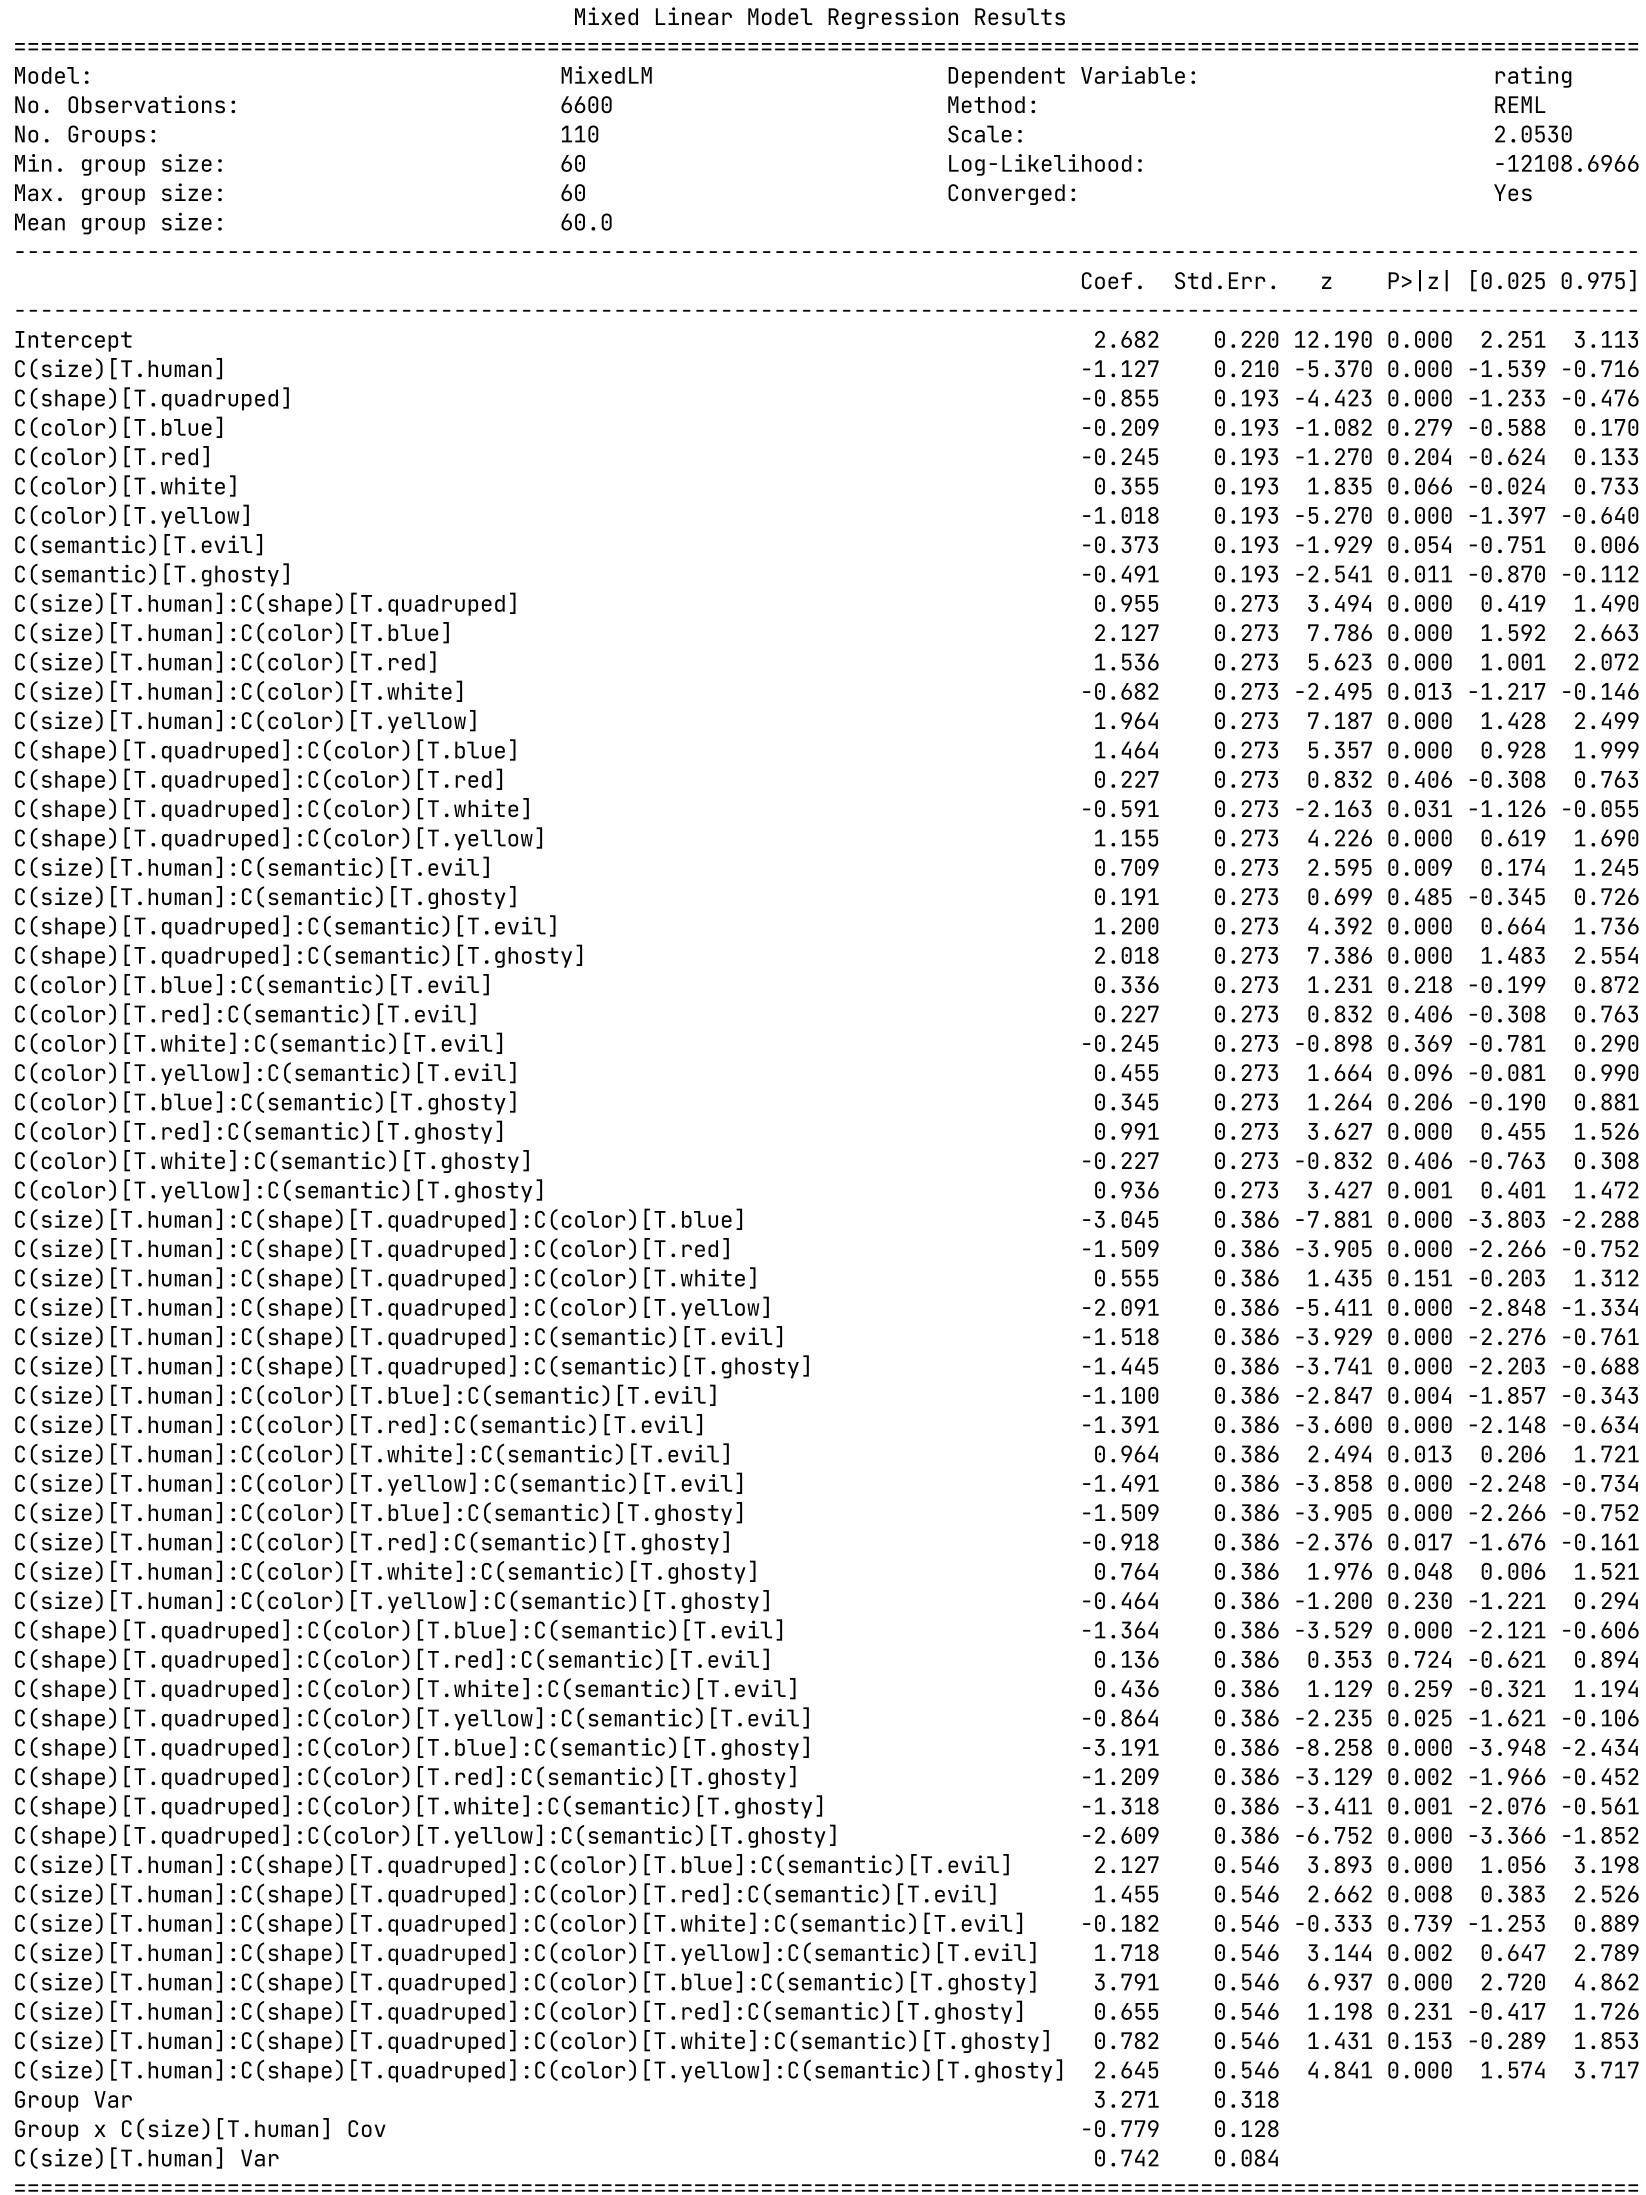 Mixed Linear Model Regression Results
==========================================================================================================================
Model: MixedLM Dependent Variable: rating
No. Observations: 6600 Method: REML
No. Groups: 110 Scale: 2.0530
Min. group size: 60 Log-Likelihood: -12108.6966
Max. group size: 60 Converged: Yes
Mean group size: 60.0
--------------------------------------------------------------------------------------------------------------------------
Coef. Std.Err. z P>|z| [0.025 0.975]
--------------------------------------------------------------------------------------------------------------------------
Intercept 2.682 0.220 12.190 0.000 2.251 3.113
C(size)[T.human] -1.127 0.210 -5.370 0.000 -1.539 -0.716
C(shape)[T.quadruped] -0.855 0.193 -4.423 0.000 -1.233 -0.476
C(color)[T.blue] -0.209 0.193 -1.082 0.279 -0.588 0.170
C(color)[T.red] -0.245 0.193 -1.270 0.204 -0.624 0.133
C(color)[T.white] 0.355 0.193 1.835 0.066 -0.024 0.733
C(color)[T.yellow] -1.018 0.193 -5.270 0.000 -1.397 -0.640
C(semantic)[T.evil] -0.373 0.193 -1.929 0.054 -0.751 0.006
C(semantic)[T.ghosty] -0.491 0.193 -2.541 0.011 -0.870 -0.112
C(size)[T.human]:C(shape)[T.quadruped] 0.955 0.273 3.494 0.000 0.419 1.490
C(size)[T.human]:C(color)[T.blue] 2.127 0.273 7.786 0.000 1.592 2.663
C(size)[T.human]:C(color)[T.red] 1.536 0.273 5.623 0.000 1.001 2.072
C(size)[T.human]:C(color)[T.white] -0.682 0.273 -2.495 0.013 -1.217 -0.146
C(size)[T.human]:C(color)[T.yellow] 1.964 0.273 7.187 0.000 1.428 2.499
C(shape)[T.quadruped]:C(color)[T.blue] 1.464 0.273 5.357 0.000 0.928 1.999
C(shape)[T.quadruped]:C(color)[T.red] 0.227 0.273 0.832 0.406 -0.308 0.763
C(shape)[T.quadruped]:C(color)[T.white] -0.591 0.273 -2.163 0.031 -1.126 -0.055
C(shape)[T.quadruped]:C(color)[T.yellow] 1.155 0.273 4.226 0.000 0.619 1.690
C(size)[T.human]:C(semantic)[T.evil] 0.709 0.273 2.595 0.009 0.174 1.245
C(size)[T.human]:C(semantic)[T.ghosty] 0.191 0.273 0.699 0.485 -0.345 0.726
C(shape)[T.quadruped]:C(semantic)[T.evil] 1.200 0.273 4.392 0.000 0.664 1.736
C(shape)[T.quadruped]:C(semantic)[T.ghosty] 2.018 0.273 7.386 0.000 1.483 2.554
C(color)[T.blue]:C(semantic)[T.evil] 0.336 0.273 1.231 0.218 -0.199 0.872
C(color)[T.red]:C(semantic)[T.evil] 0.227 0.273 0.832 0.406 -0.308 0.763
C(color)[T.white]:C(semantic)[T.evil] -0.245 0.273 -0.898 0.369 -0.781 0.290
C(color)[T.yellow]:C(semantic)[T.evil] 0.455 0.273 1.664 0.096 -0.081 0.990
C(color)[T.blue]:C(semantic)[T.ghosty] 0.345 0.273 1.264 0.206 -0.190 0.881
C(color)[T.red]:C(semantic)[T.ghosty] 0.991 0.273 3.627 0.000 0.455 1.526
C(color)[T.white]:C(semantic)[T.ghosty] -0.227 0.273 -0.832 0.406 -0.763 0.308
C(color)[T.yellow]:C(semantic)[T.ghosty] 0.936 0.273 3.427 0.001 0.401 1.472
C(size)[T.human]:C(shape)[T.quadruped]:C(color)[T.blue] -3.045 0.386 -7.881 0.000 -3.803 -2.288
C(size)[T.human]:C(shape)[T.quadruped]:C(color)[T.red] -1.509 0.386 -3.905 0.000 -2.266 -0.752
C(size)[T.human]:C(shape)[T.quadruped]:C(color)[T.white] 0.555 0.386 1.435 0.151 -0.203 1.312
C(size)[T.human]:C(shape)[T.quadruped]:C(color)[T.yellow] -2.091 0.386 -5.411 0.000 -2.848 -1.334
C(size)[T.human]:C(shape)[T.quadruped]:C(semantic)[T.evil] -1.518 0.386 -3.929 0.000 -2.276 -0.761
C(size)[T.human]:C(shape)[T.quadruped]:C(semantic)[T.ghosty] -1.445 0.386 -3.741 0.000 -2.203 -0.688
C(size)[T.human]:C(color)[T.blue]:C(semantic)[T.evil] -1.100 0.386 -2.847 0.004 -1.857 -0.343
C(size)[T.human]:C(color)[T.red]:C(semantic)[T.evil] -1.391 0.386 -3.600 0.000 -2.148 -0.634
C(size)[T.human]:C(color)[T.white]:C(semantic)[T.evil] 0.964 0.386 2.494 0.013 0.206 1.721
C(size)[T.human]:C(color)[T.yellow]:C(semantic)[T.evil] -1.491 0.386 -3.858 0.000 -2.248 -0.734
C(size)[T.human]:C(color)[T.blue]:C(semantic)[T.ghosty] -1.509 0.386 -3.905 0.000 -2.266 -0.752
C(size)[T.human]:C(color)[T.red]:C(semantic)[T.ghosty] -0.918 0.386 -2.376 0.017 -1.676 -0.161
C(size)[T.human]:C(color)[T.white]:C(semantic)[T.ghosty] 0.764 0.386 1.976 0.048 0.006 1.521
C(size)[T.human]:C(color)[T.yellow]:C(semantic)[T.ghosty] -0.464 0.386 -1.200 0.230 -1.221 0.294
C(shape)[T.quadruped]:C(color)[T.blue]:C(semantic)[T.evil] -1.364 0.386 -3.529 0.000 -2.121 -0.606
C(shape)[T.quadruped]:C(color)[T.red]:C(semantic)[T.evil] 0.136 0.386 0.353 0.724 -0.621 0.894
C(shape)[T.quadruped]:C(color)[T.white]:C(semantic)[T.evil] 0.436 0.386 1.129 0.259 -0.321 1.194
C(shape)[T.quadruped]:C(color)[T.yellow]:C(semantic)[T.evil] -0.864 0.386 -2.235 0.025 -1.621 -0.106
C(shape)[T.quadruped]:C(color)[T.blue]:C(semantic)[T.ghosty] -3.191 0.386 -8.258 0.000 -3.948 -2.434
C(shape)[T.quadruped]:C(color)[T.red]:C(semantic)[T.ghosty] -1.209 0.386 -3.129 0.002 -1.966 -0.452
C(shape)[T.quadruped]:C(color)[T.white]:C(semantic)[T.ghosty] -1.318 0.386 -3.411 0.001 -2.076 -0.561
C(shape)[T.quadruped]:C(color)[T.yellow]:C(semantic)[T.ghosty] -2.609 0.386 -6.752 0.000 -3.366 -1.852
C(size)[T.human]:C(shape)[T.quadruped]:C(color)[T.blue]:C(semantic)[T.evil] 2.127 0.546 3.893 0.000 1.056 3.198
C(size)[T.human]:C(shape)[T.quadruped]:C(color)[T.red]:C(semantic)[T.evil] 1.455 0.546 2.662 0.008 0.383 2.526
C(size)[T.human]:C(shape)[T.quadruped]:C(color)[T.white]:C(semantic)[T.evil] -0.182 0.546 -0.333 0.739 -1.253 0.889
C(size)[T.human]:C(shape)[T.quadruped]:C(color)[T.yellow]:C(semantic)[T.evil] 1.718 0.546 3.144 0.002 0.647 2.789
C(size)[T.human]:C(shape)[T.quadruped]:C(color)[T.blue]:C(semantic)[T.ghosty] 3.791 0.546 6.937 0.000 2.720 4.862
C(size)[T.human]:C(shape)[T.quadruped]:C(color)[T.red]:C(semantic)[T.ghosty] 0.655 0.546 1.198 0.231 -0.417 1.726
C(size)[T.human]:C(shape)[T.quadruped]:C(color)[T.white]:C(semantic)[T.ghosty] 0.782 0.546 1.431 0.153 -0.289 1.853
C(size)[T.human]:C(shape)[T.quadruped]:C(color)[T.yellow]:C(semantic)[T.ghosty] 2.645 0.546 4.841 0.000 1.574 3.717
Group Var 3.271 0.318
Group x C(size)[T.human] Cov -0.779 0.128
C(size)[T.human] Var 0.742 0.084
==========================================================================================================================